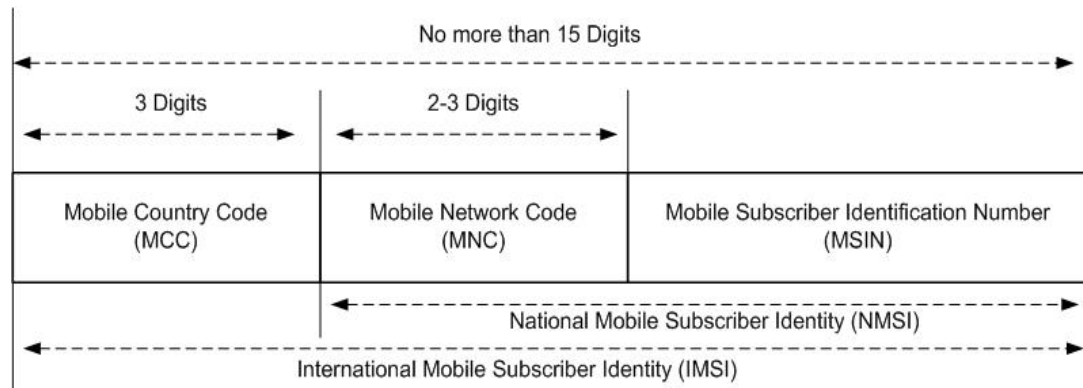 No more than 15 Digits
3 Digits
2-3 Digits
Mobile Country Code
(MCC)
Mobile Network Code
(MNC)
Mobile Subscriber Identification Number
(MSIN)
National Mobile Subscriber Identity (NMSI)
International Mobile Subscriber Identity (IMSI)